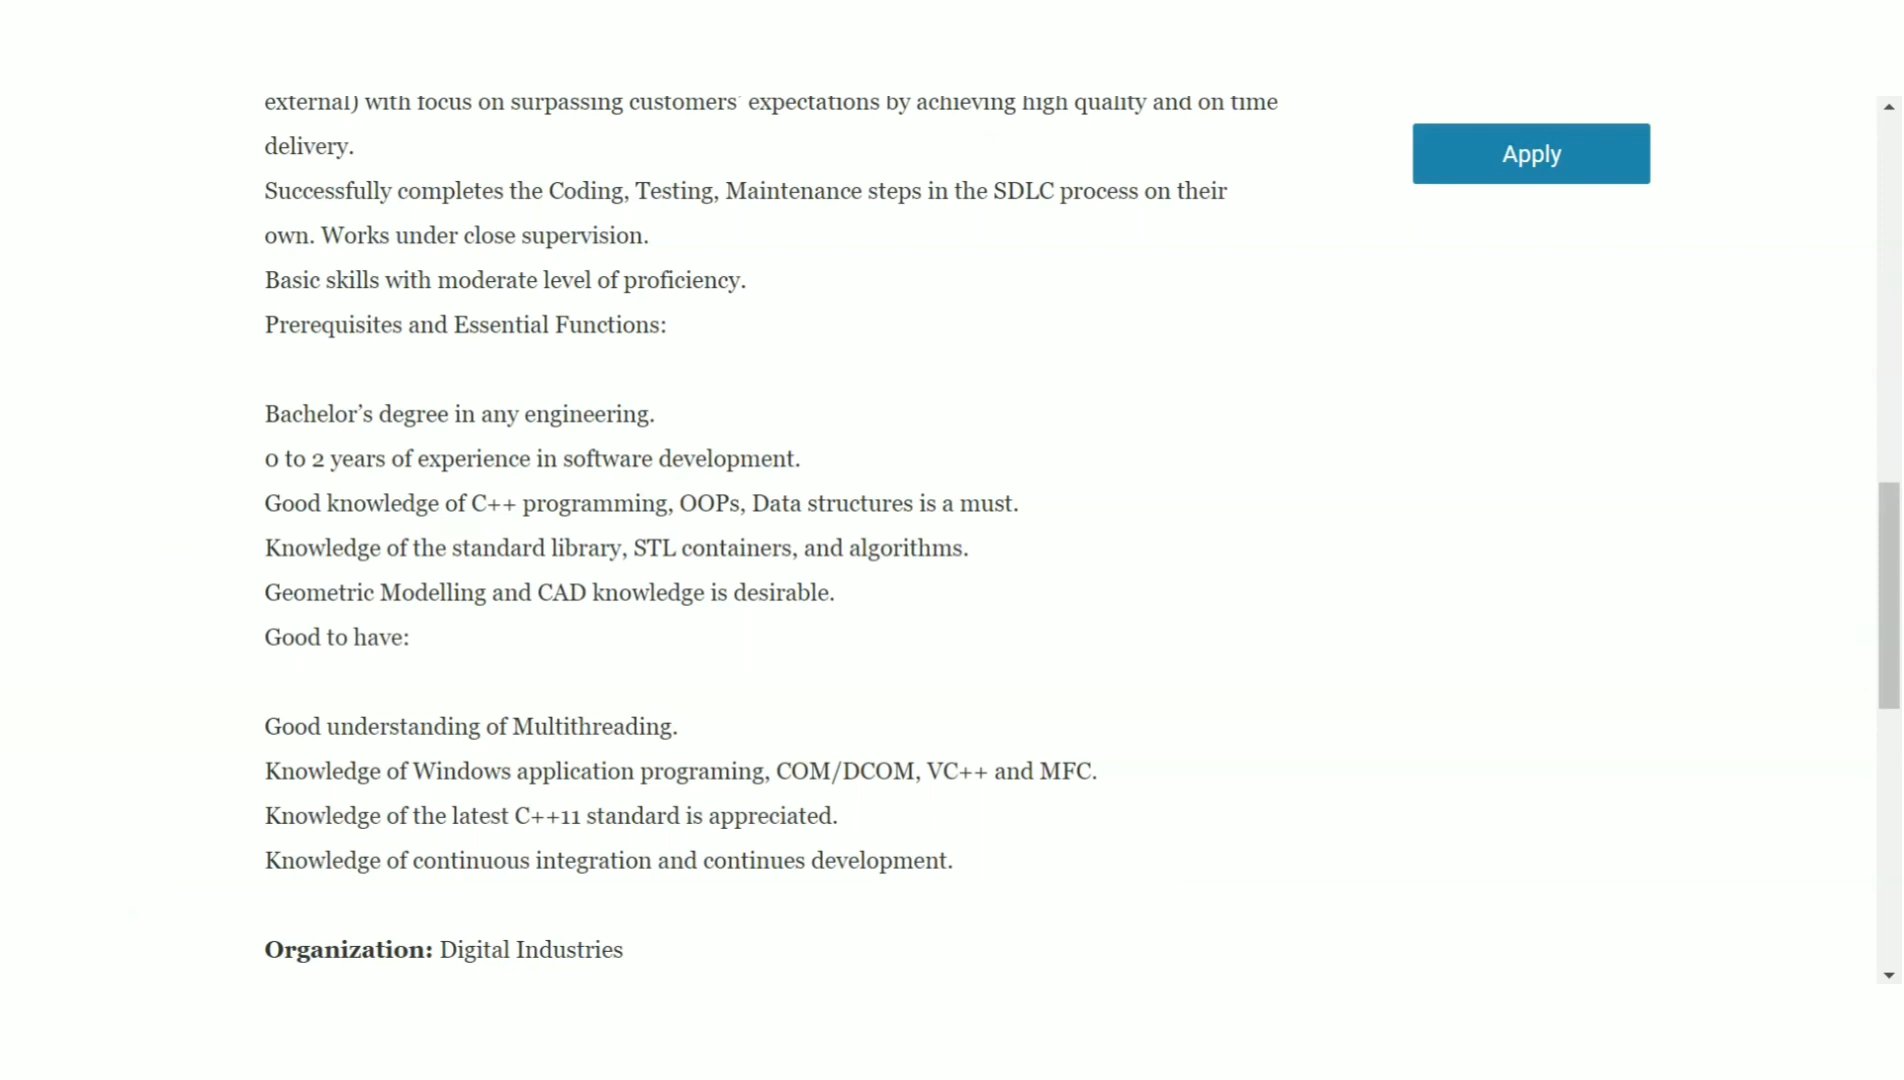 external) with focus on surpassing customers' expectations by achieving high quality and on time
delivery.
Apply
Successfully completes the Coding, Testing, Maintenance steps in the SDLC process on their
own. Works under close supervision.
Basic skills with moderate level of proficiency.
Prerequisites and Essential Functions:
Bachelor’s degree in any engineering.
0 to 2 years of experience in software development.
Good knowledge of C++ programming, OOPs, Data structures is a must.
Knowledge of the standard library, STL containers, and algorithms.
Geometric Modelling and CAD knowledge is desirable.
Good to have:
Good understanding of Multithreading.
Knowledge of Windows application programing, COM/DCOM, VC++ and MFC.
Knowledge of the latest C++11 standard is appreciated.
Knowledge of continuous integration and continues development.
Organization: Digital Industries